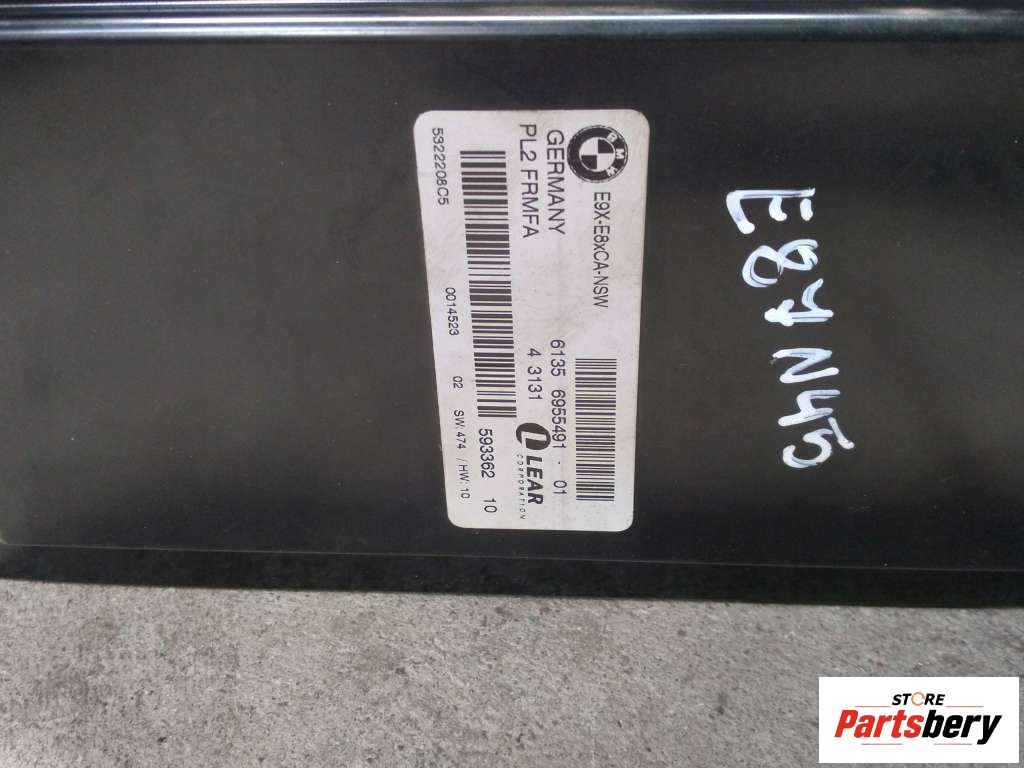 BMW
E9X-E8xCA-NSW
6135 6955491 · 01
GERMANY
4 3131
PL2 FRMFA
L LEAR
CORPORATION
593362 10
5322208C5
0014523
02
SW: 474 / HW: 10
E87 N45
STORE
Partsbery